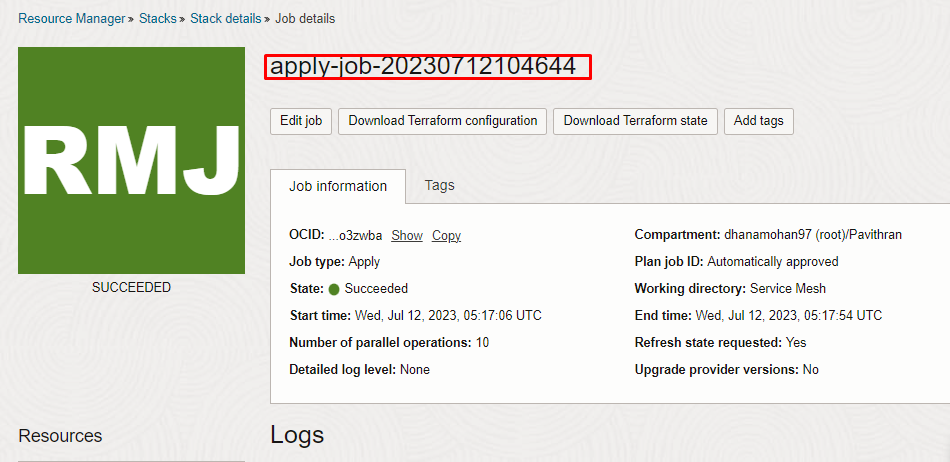 Resource Manager » Stacks » Stack details » Job details
RMJ
SUCCEEDED
apply-job-20230712104644
Edit job Download Terraform configuration Download Terraform state Add tags
Job information Tags
OCID: ...o3zwba Show Copy
Job type: Apply
State: Succeeded
Start time: Wed, Jul 12, 2023, 05:17:06 UTC
Number of parallel operations: 10
Detailed log level: None
Compartment: dhanamohan97 (root)/Pavithran
Plan job ID: Automatically approved
Working directory: Service Mesh
End time: Wed, Jul 12, 2023, 05:17:54 UTC
Refresh state requested: Yes
Upgrade provider versions: No
Resources
Logs